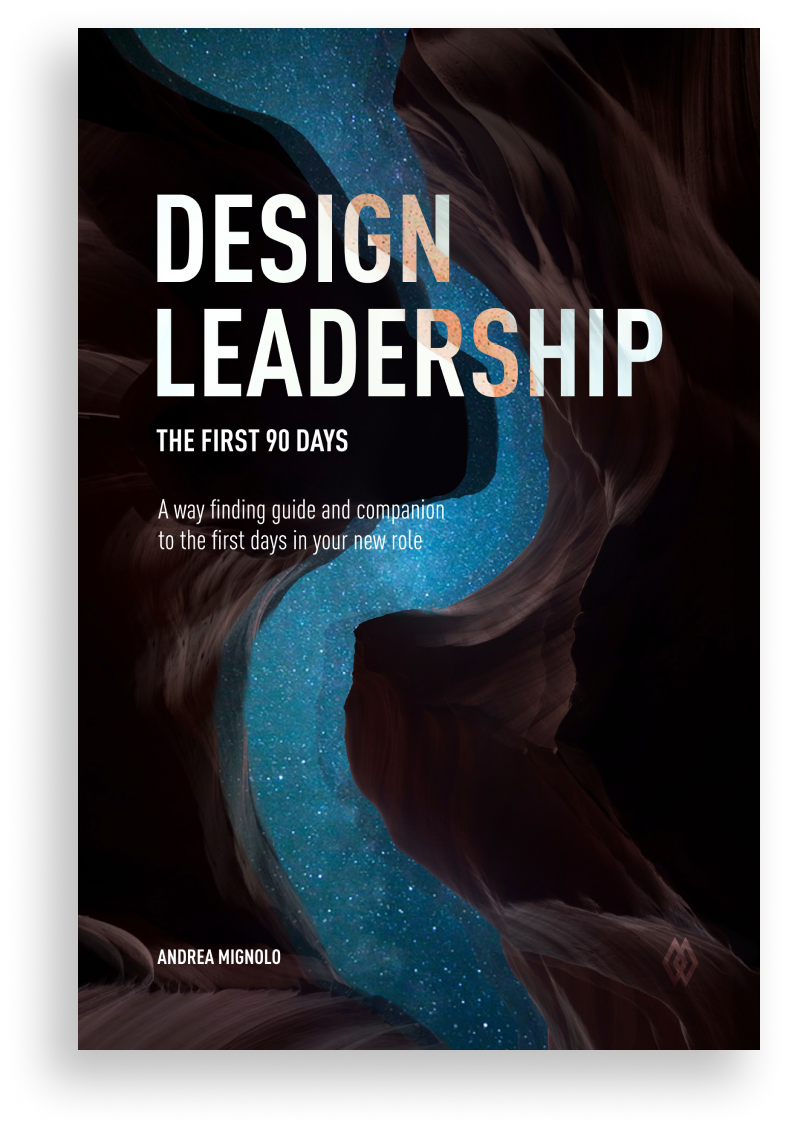 DESIGN
LEADERSHIP
THE FIRST 90 DAYS
A way finding guide and companion
to the first days in your new role
ANDREA MIGNOLO